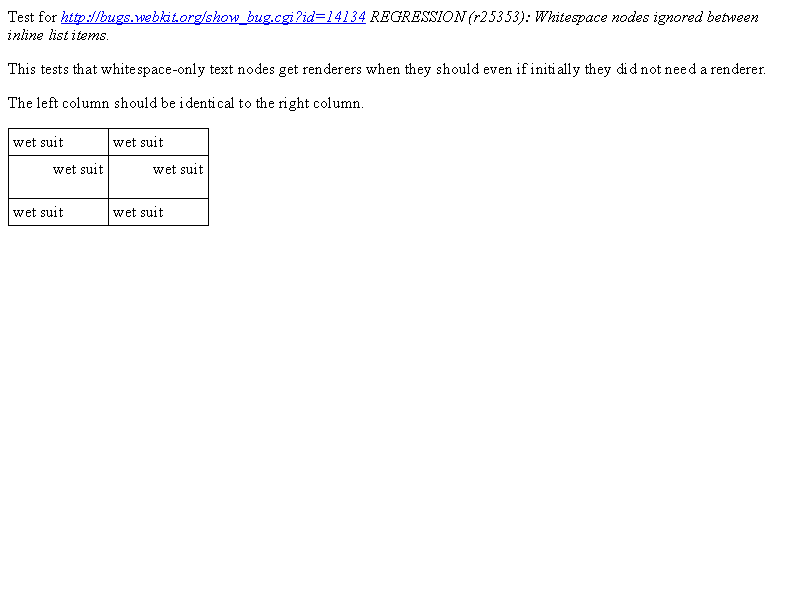 Test for http://bugs.webkit.org/show_bug.cgi?id=14134 REGRESSION (r25353): Whitespace nodes ignored between
inline list items.
This tests that whitespace-only text nodes get renderers when they should even if initially they did not need a renderer.
The left column should be identical to the right column.
wet suit wet suit
wet suit wet suit
wet suit wet suit